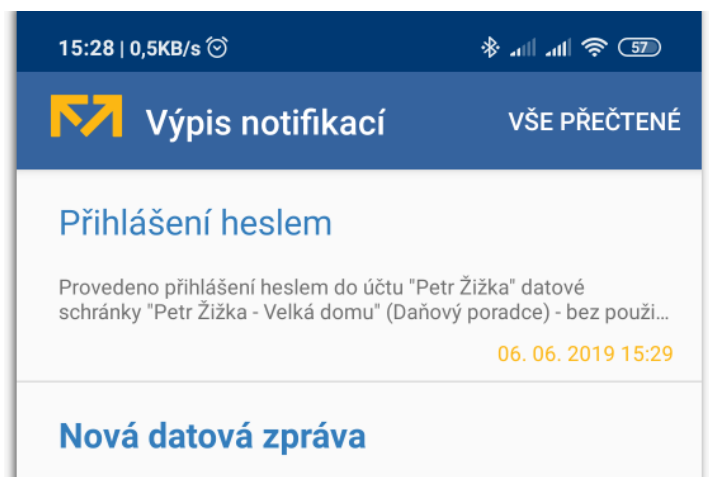 15:28 | 0,5KB/s
57
Výpis notifikací
VŠE PŘEČTENÉ
Přihlášení heslem
Provedeno přihlášení heslem do účtu "Petr Žižka" datové
schránky "Petr Žižka - Velká domu" (Daňový poradce) - bez použi...
06. 06. 2019 15:29
Nová datová zpráva